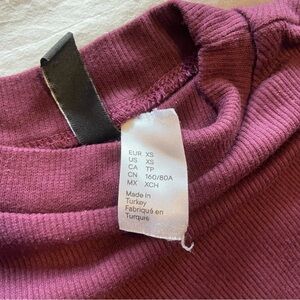 EUR XS
US XS
CA TP
CN 160/80A
MX XCH
Made in
Turkey
Fabriqué en
Turquie